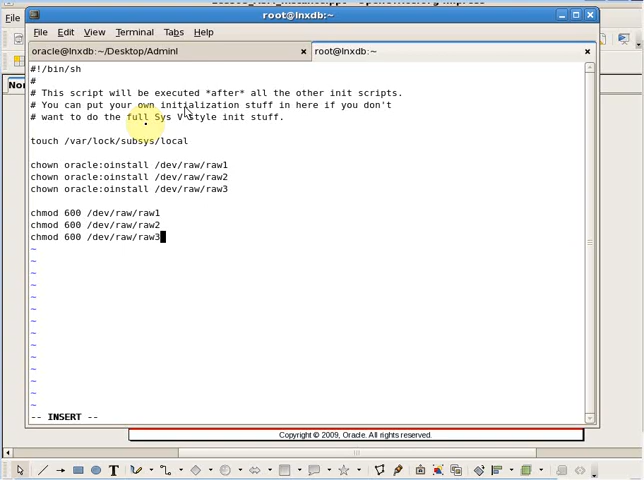 root@lnxdb:~
File Edit View Terminal Tabs Help
oracle@lnxdb:~/Desktop/AdminI
root@lnxdb:~
#!/bin/sh
#
# This script will be executed *after* all the other init scripts.
# You can put your own initialization stuff in here if you don't
# want to do the full Sys V style init stuff.
touch /var/lock/subsys/local
chown oracle:oinstall /dev/raw/raw1
chown oracle:oinstall /dev/raw/raw2
chown oracle:oinstall /dev/raw/raw3
chmod 600 /dev/raw/raw1
chmod 600 /dev/raw/raw2
chmod 600 /dev/raw/raw3
~
~
~
~
~
~
~
~
~
~
~
~
~
~
-- INSERT --
Copyright © 2009, Oracle. All rights reserved.